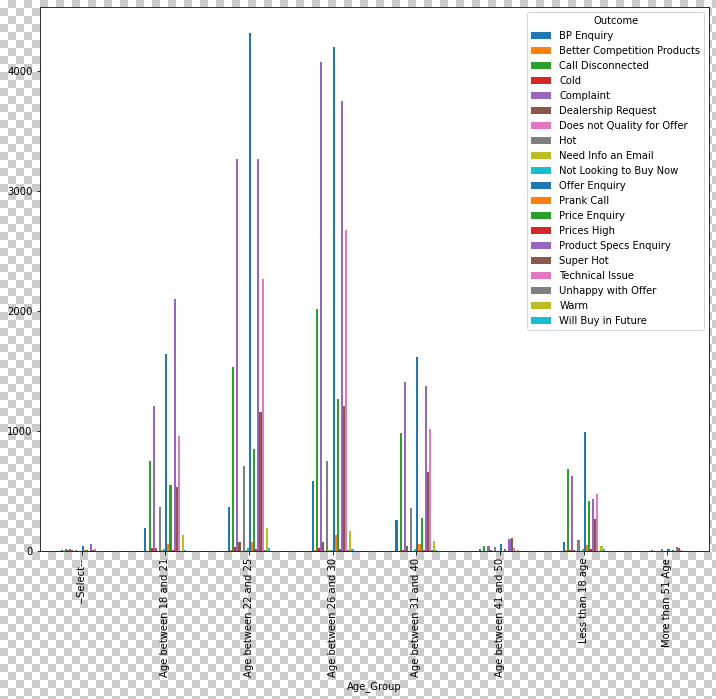 Outcome
BP Enquiry
Better Competition Products
Call Disconnected
Cold
Complaint
Dealership Request
Does not Quality for Offer
Hot
Need Info an Email
Not Looking to Buy Now
Offer Enquiry
Prank Call
Price Enquiry
Prices High
Product Specs Enquiry
Super Hot
Technical Issue
Unhappy with Offer
Warm
Will Buy in Future
4000
3000
2000
1000
0
--Select--
Age between 18 and 21
Age between 22 and 25
Age between 26 and 30
Age between 31 and 40
Age between 41 and 50
Less than 18 age
More than 51 Age
Age_Group